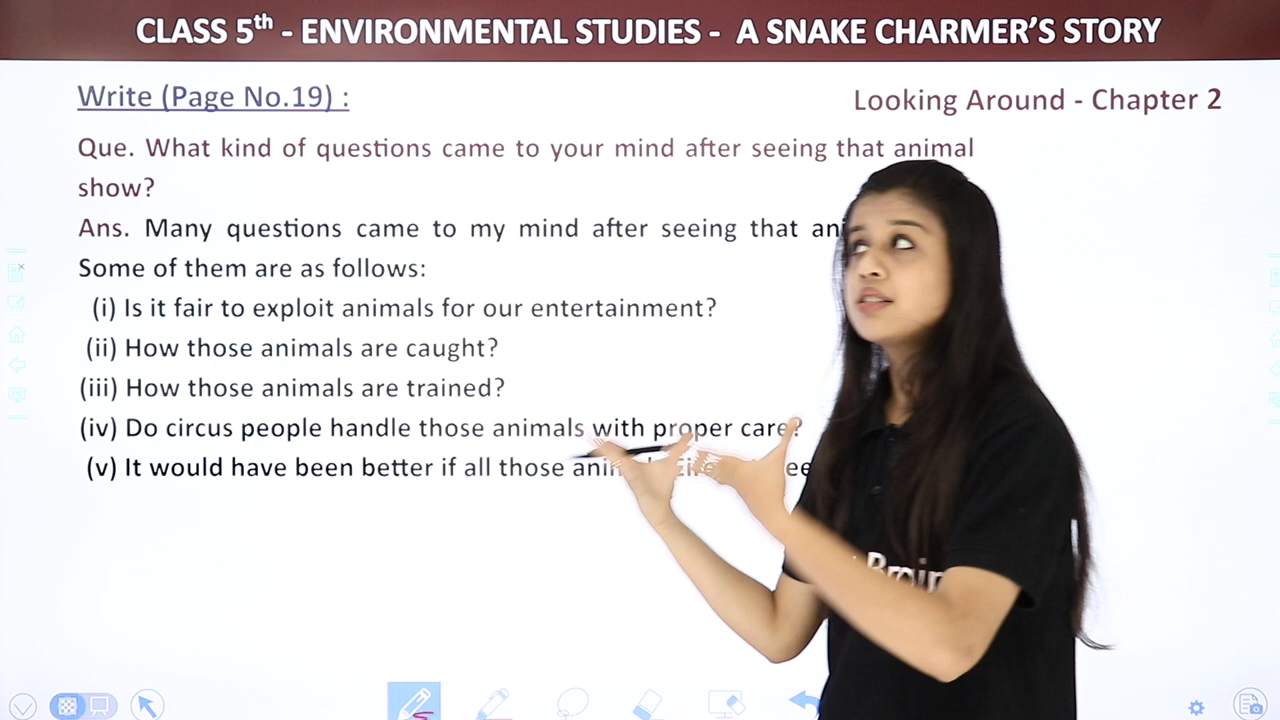 CLASS 5th - ENVIRONMENTAL STUDIES - A SNAKE CHARMER'S STORY
Write (Page No.19) :
Looking Around - Chapter 2
Que. What kind of questions came to your mind after seeing that animal
show?
Ans. Many questions came to my mind after seeing that
Some of them are as follows:
(i) Is it fair to exploit animals for our entertainment?
(ii) How those animals are caught?
(iii) How those animals are trained?
(iv) Do circus people handle those animals with proper care?
(v) It would have been better if all those